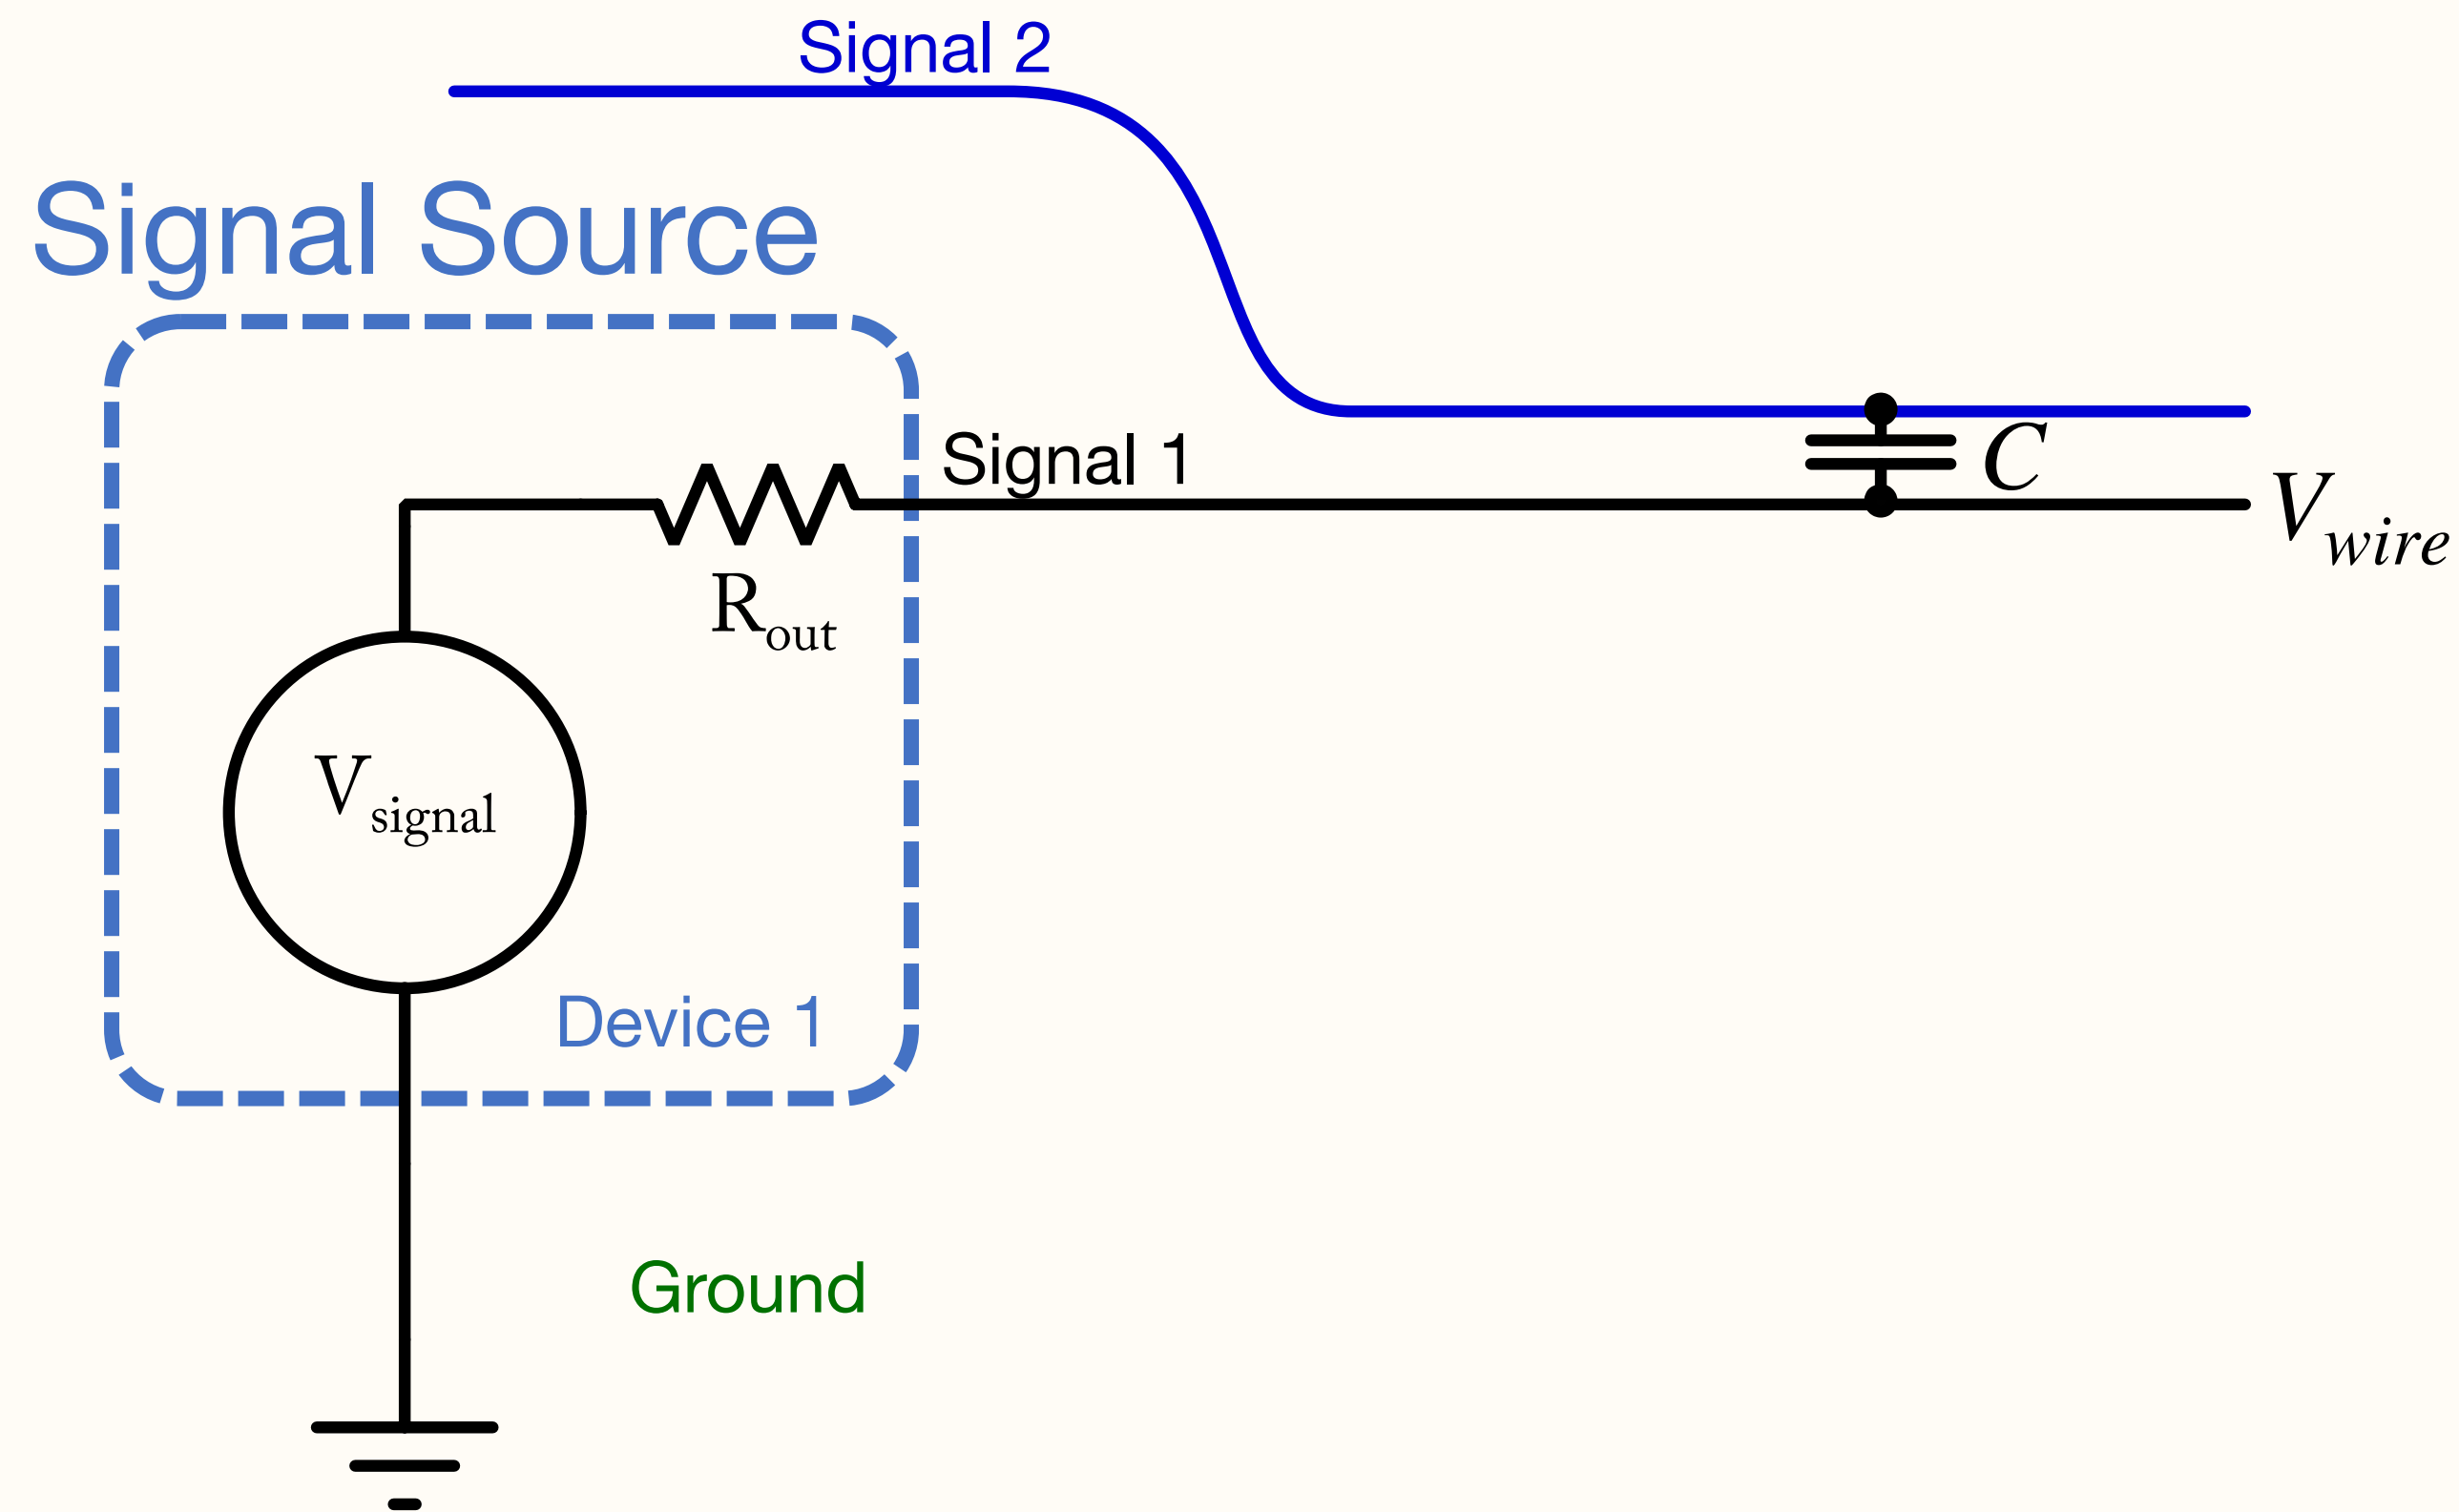 Signal 2
Signal Source
Signal 1
C
Vwire
Rout
Vsignal
Device 1
Ground